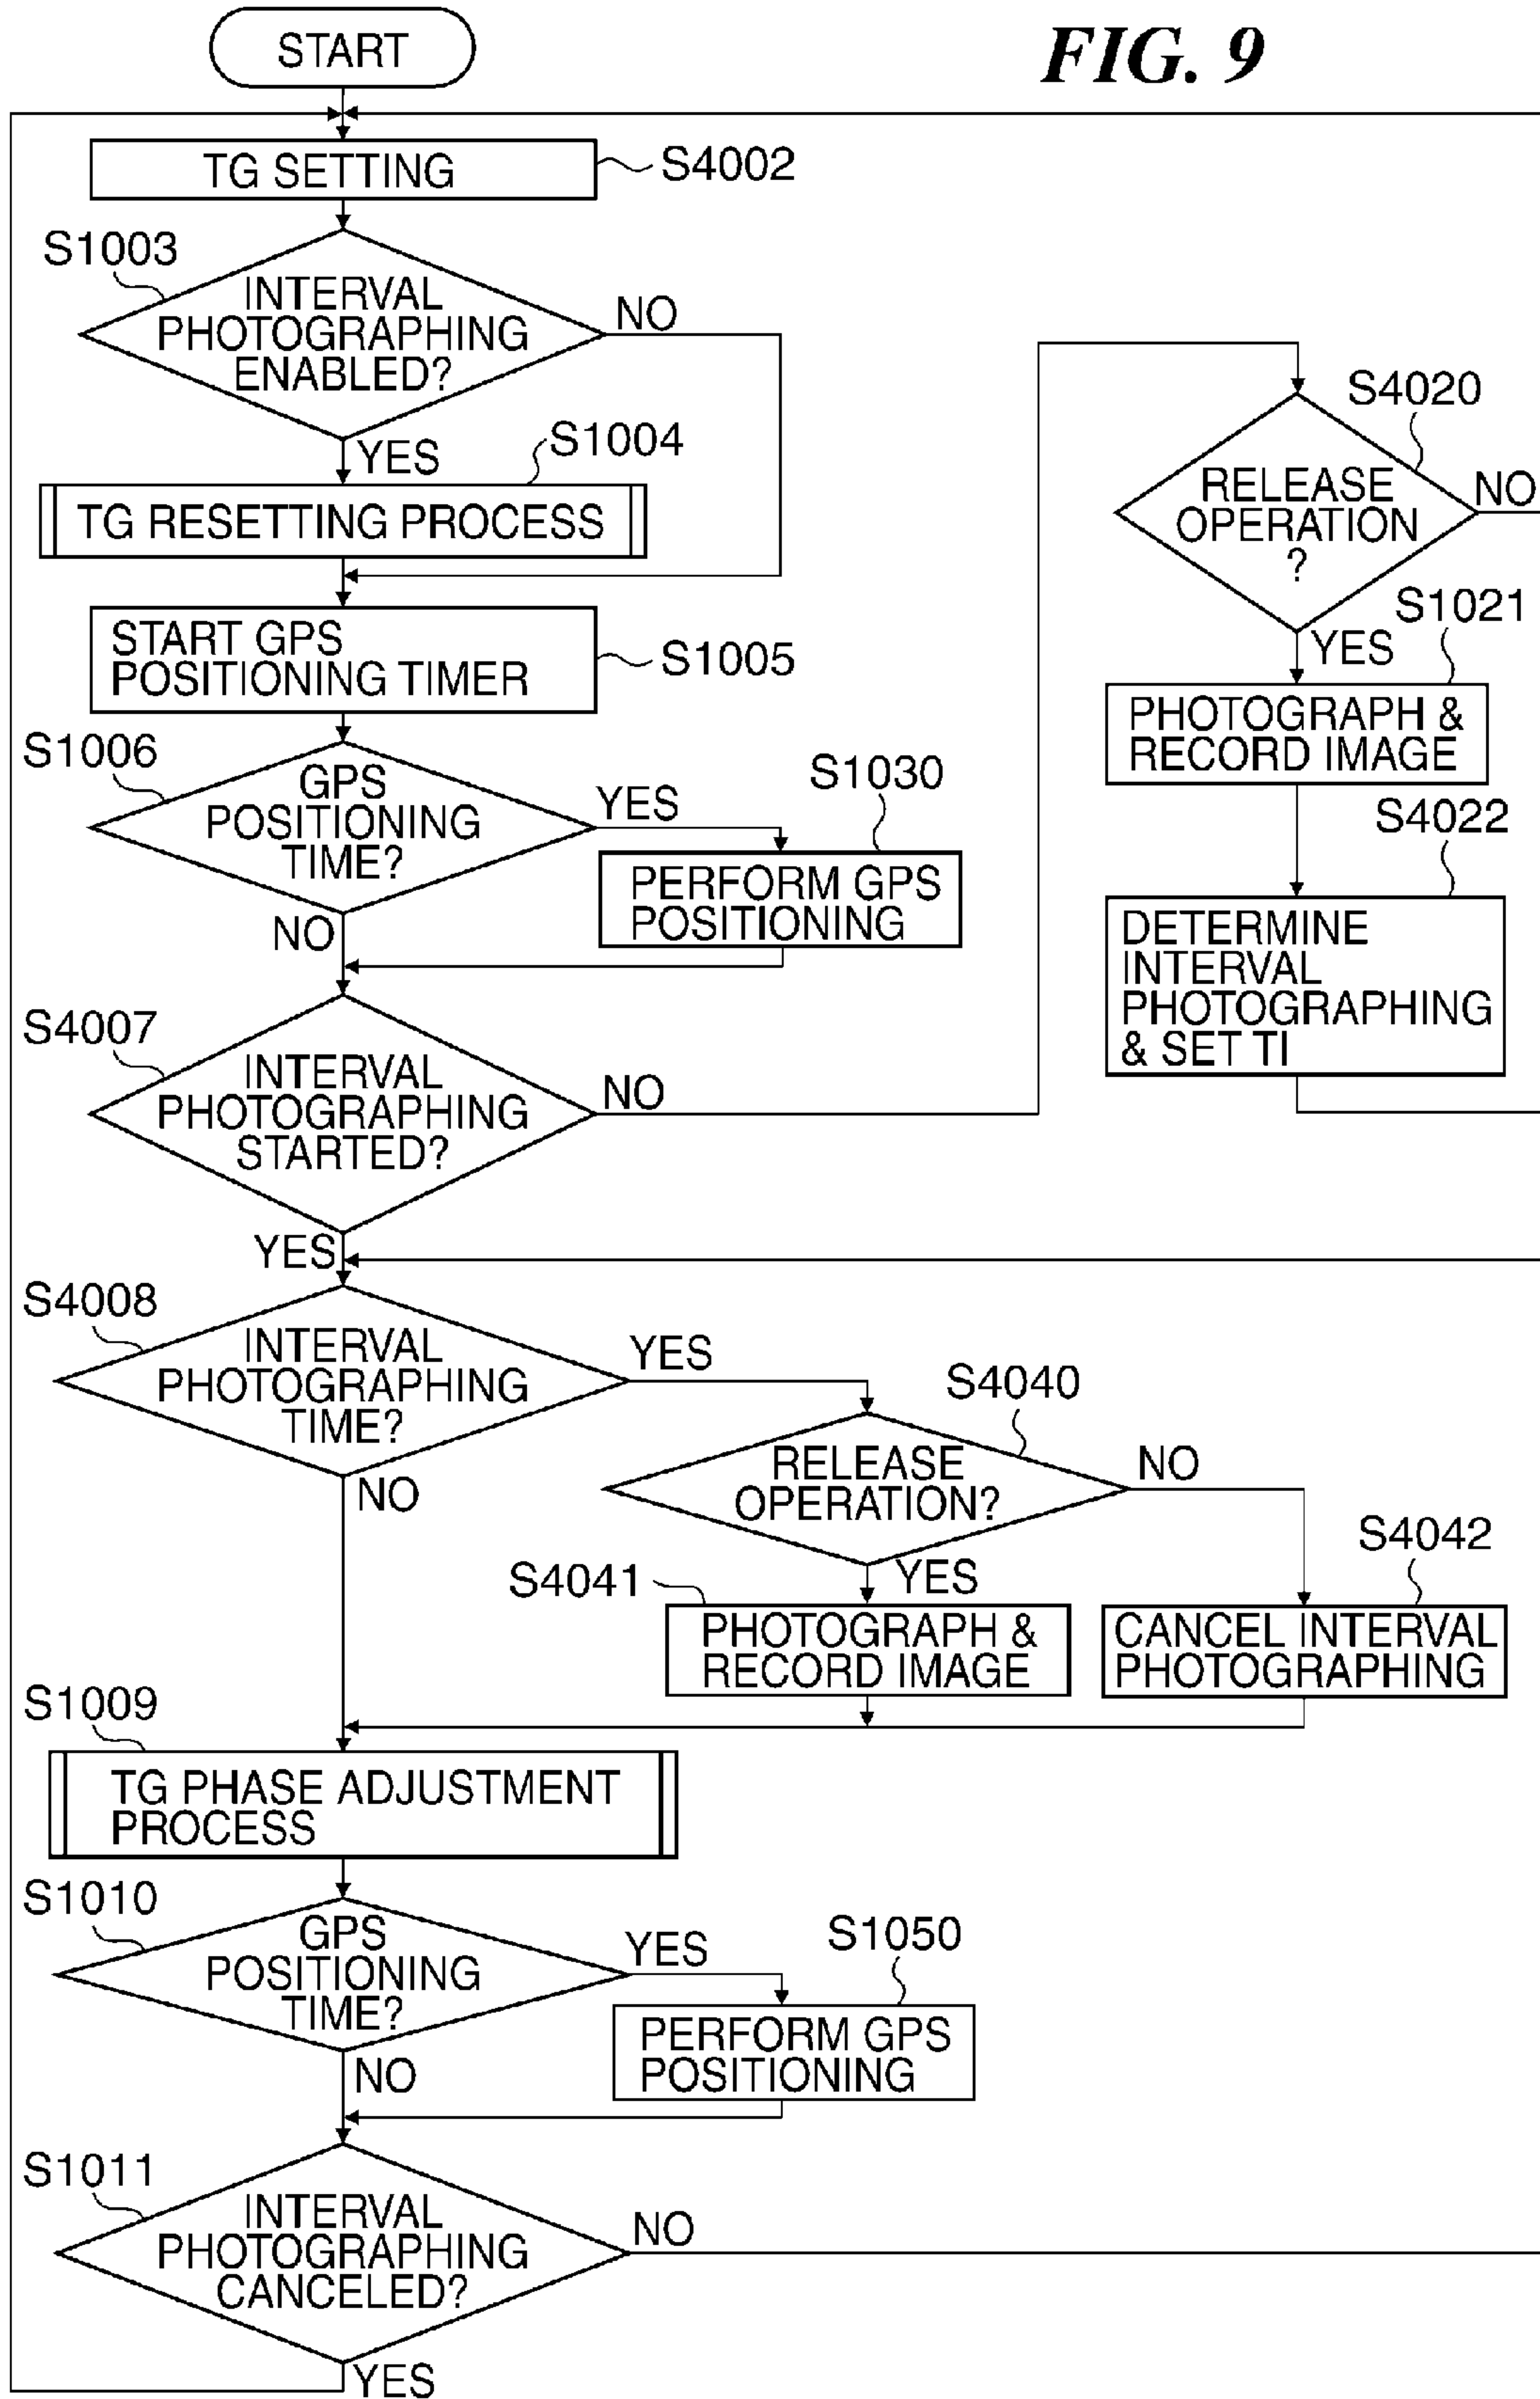 FIG. 9
START
TG SETTING
S4002
S1003
INTERVAL
PHOTOGRAPHING
ENABLED?
NO
YES
S1004
TG RESETTING PROCESS
START GPS
POSITIONING TIMER
S1005
S1006
GPS
POSITIONING
TIME?
YES
NO
S1030
PERFORM GPS
POSITIONING
S4007
INTERVAL
PHOTOGRAPHING
STARTED?
NO
YES
S4020
RELEASE
OPERATION
?
NO
YES
S1021
PHOTOGRAPH &
RECORD IMAGE
S4022
DETERMINE
INTERVAL
PHOTOGRAPHING
& SET TI
S4008
INTERVAL
PHOTOGRAPHING
TIME?
YES
NO
S4040
RELEASE
OPERATION?
NO
YES
S4041
PHOTOGRAPH &
RECORD IMAGE
S4042
CANCEL INTERVAL
PHOTOGRAPHING
S1009
TG PHASE ADJUSTMENT
PROCESS
S1010
GPS
POSITIONING
TIME?
YES
NO
S1050
PERFORM GPS
POSITIONING
S1011
INTERVAL
PHOTOGRAPHING
CANCELED?
NO
YES